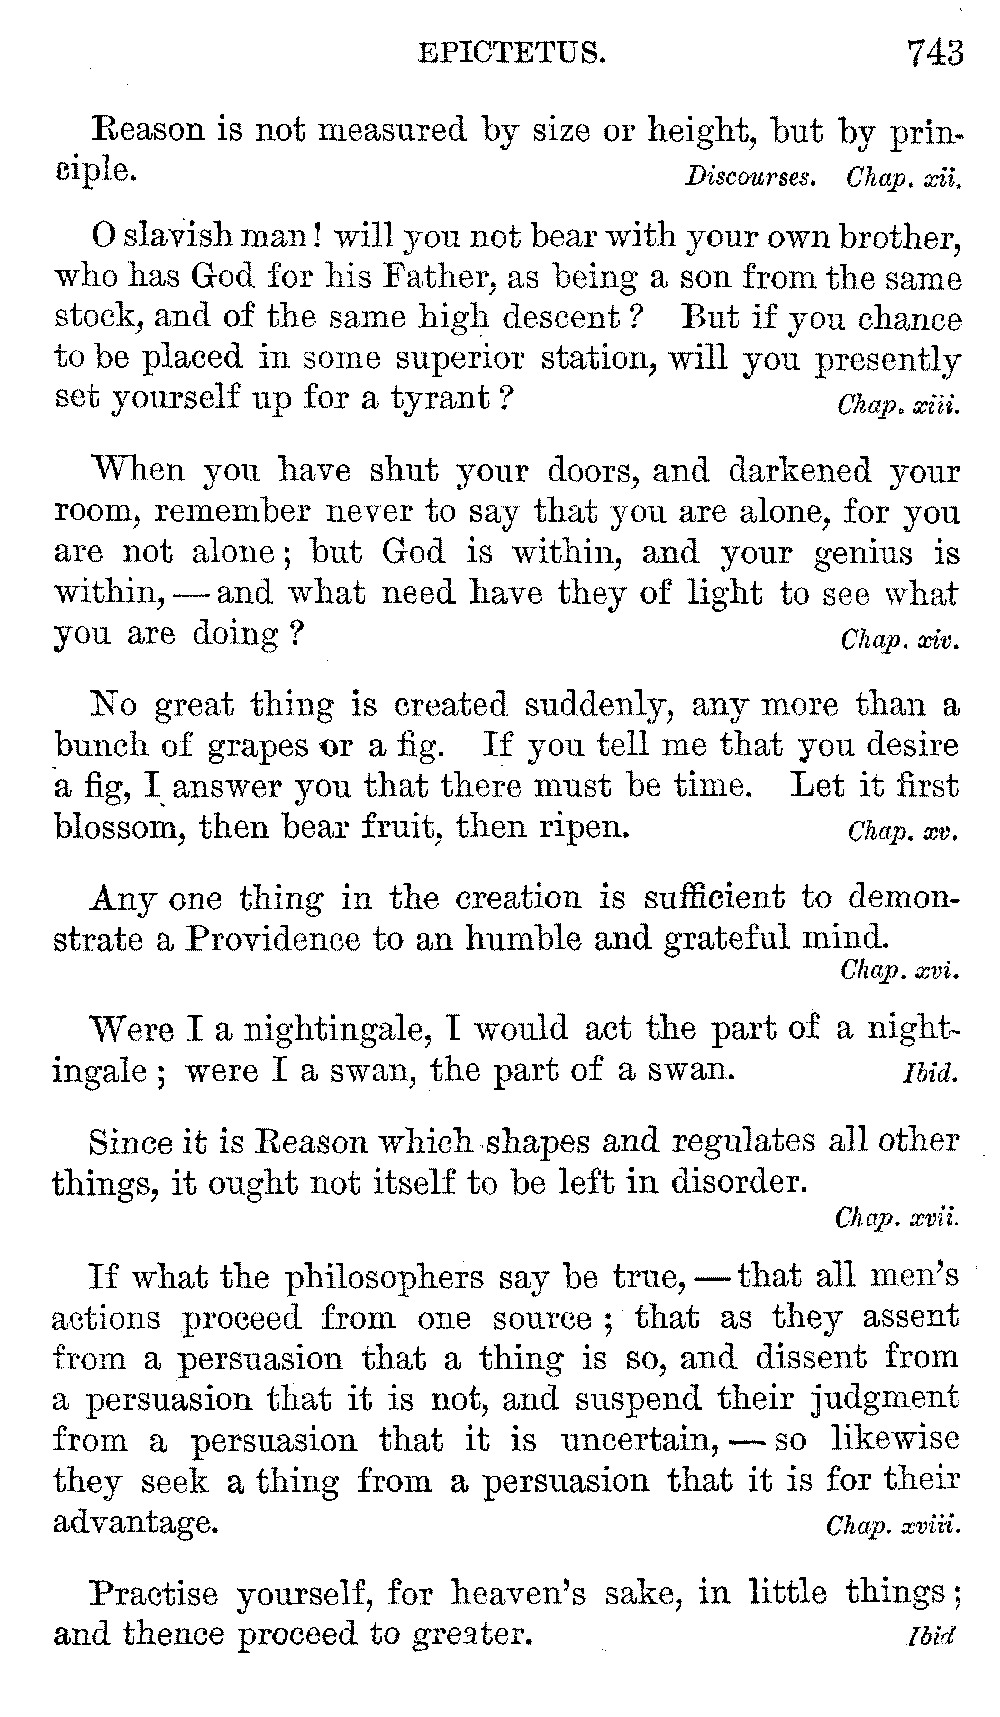 EPICTETUS. 743
Reason is not measured by size or height, but by prin-
ciple. Discourses. Chap. xii.
O slavish man! will you not bear with your own brother,
who has God for his Father, as being a son from the same
stock, and of the same high descent? But if you chance
to be placed in some superior station, will you presently
set yourself up for a tyrant? Chap. xiii.
When you have shut your doors, and darkened your
room, remember never to say that you are alone, for you
are not alone; but God is within, and your genius is
within, — and what need have they of light to see what
you are doing? Chap. xiv.
No great thing is created suddenly, any more than a
bunch of grapes or a fig. If you tell me that you desire
a fig, I answer you that there must be time. Let it first
blossom, then bear fruit, then ripen. Chap. xv.
Any one thing in the creation is sufficient to demon-
strate a Providence to an humble and grateful mind.
Chap. xvi.
Were I a nightingale, I would act the part of a night-
ingale; were I a swan, the part of a swan. Ibid.
Since it is Reason which shapes and regulates all other
things, it ought not itself to be left in disorder.
Chap. xvii.
If what the philosophers say be true, — that all men's
actions proceed from one source; that as they assent
from a persuasion that a thing is so, and dissent from
a persuasion that it is not, and suspend their judgment
from a persuasion that it is uncertain, — so likewise
they seek a thing from a persuasion that it is for their
advantage. Chap. xviii.
Practise yourself, for heaven's sake, in little things;
and thence proceed to greater. Ibid